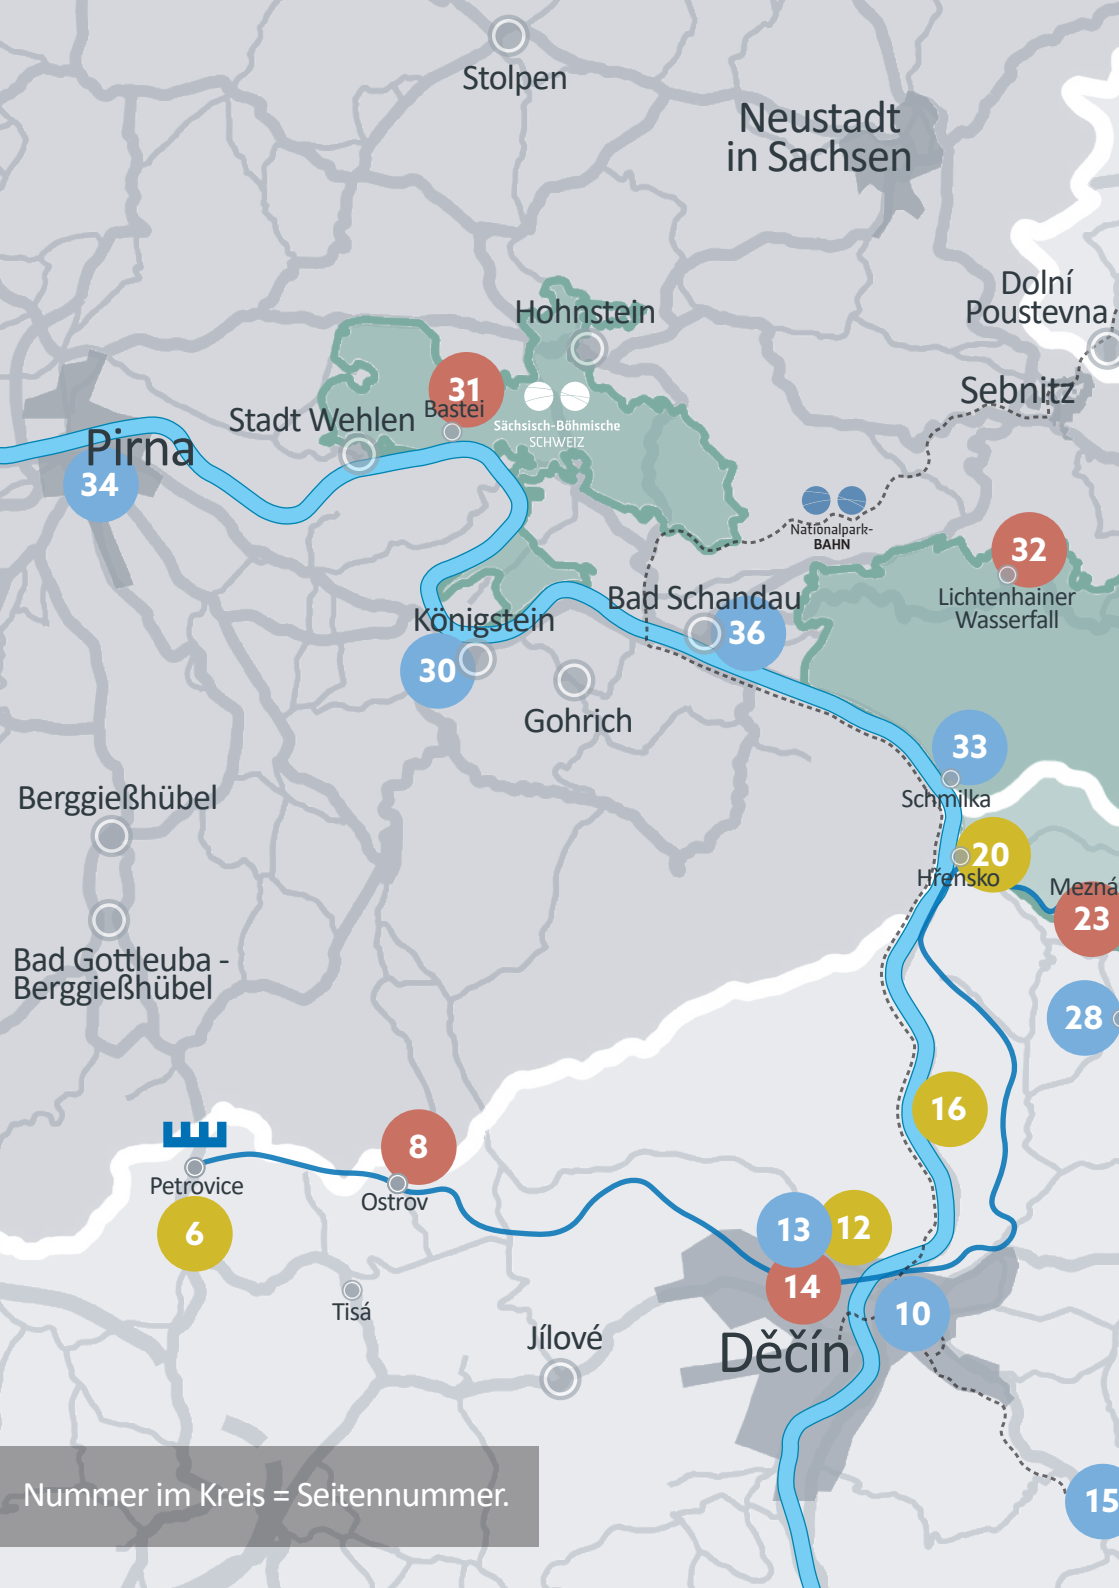 Stolpen
Neustadt
in Sachsen
Dolní
Poustevna
Hohnstein
31
Bastei
Sächsisch-Böhmische
SCHWEIZ
Sebnitz
Stadt Wehlen
Pirna
34
Nationalpark-
BAHN
32
Lichtenhainer
Wasserfall
Bad Schandau
36
Königstein
30
Gohrich
33
Schmilka
Berggießhübel
20
Hřensko
Mezná
23
Bad Gottleuba -
Berggießhübel
28
16
8
Ostrov
Petrovice
6
13
12
14
10
Tisá
Jílové
Děčín
15
Nummer im Kreis = Seitennummer.